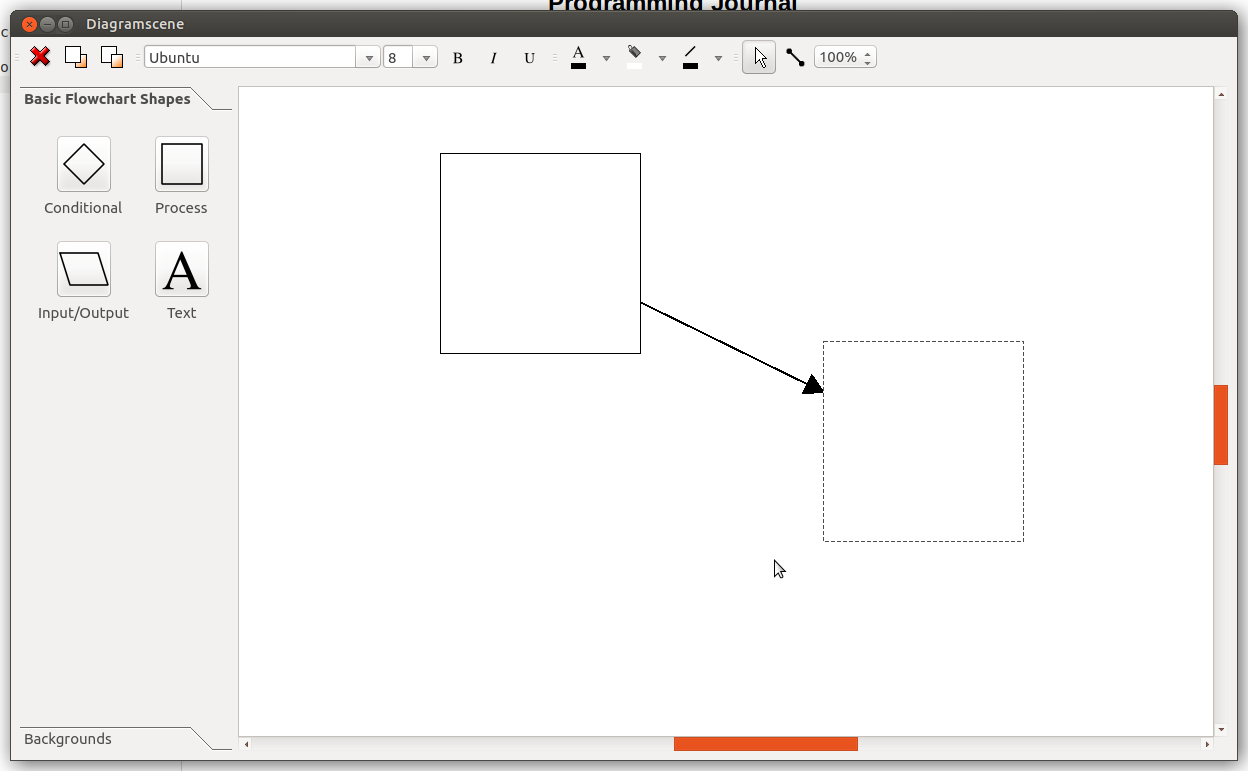 Programming Journal
c
o
Diagramscene
Ubuntu
8
B I U
A
100%
Basic Flowchart Shapes
Conditional Process
A
Input/Output Text
Backgrounds